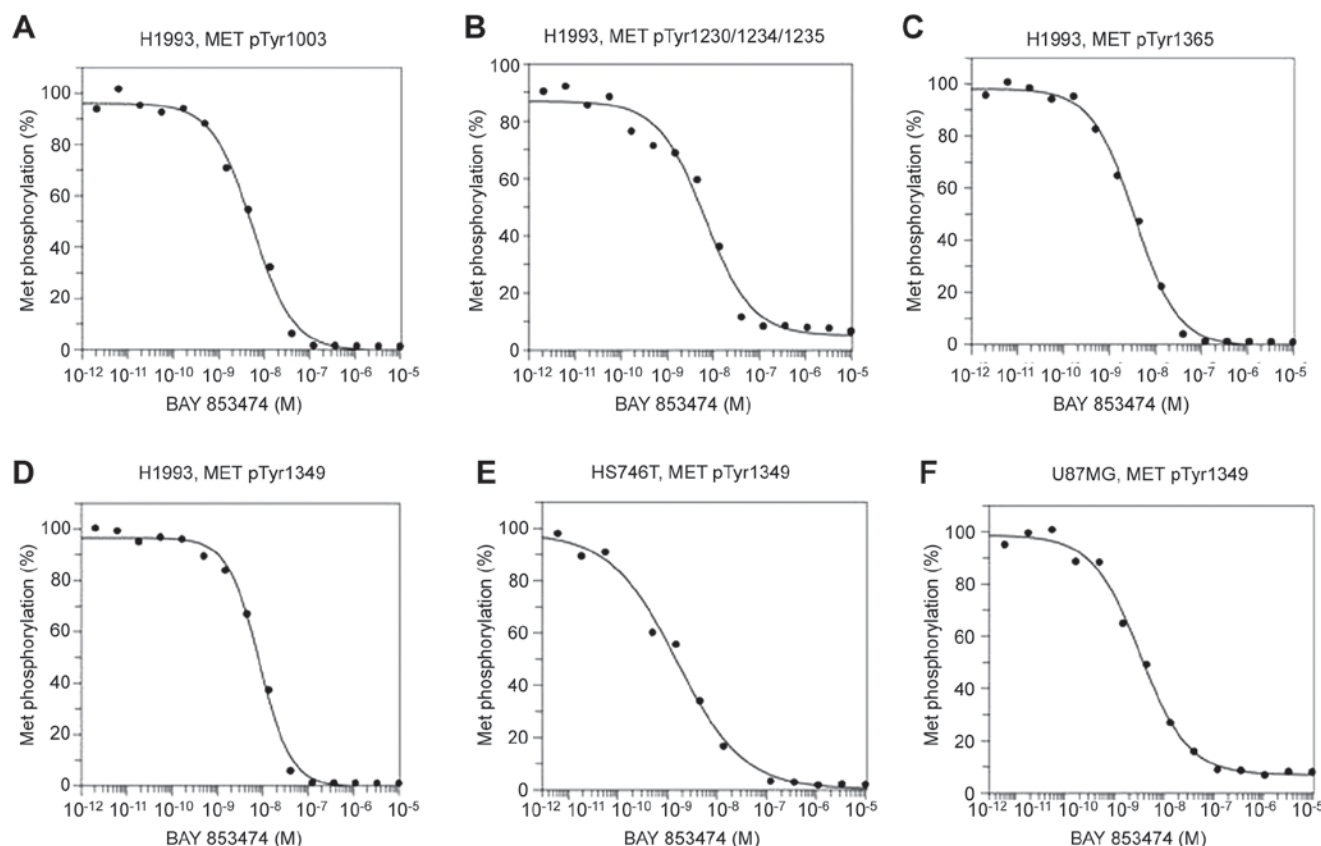 A
H1993, MET pTyr1003
Met phosphorylation (%)
100
80
60
40
20
0
10-12 10-11 10-10 10-9 10-8 10-7 10-6 10-5
BAY 853474 (M)
B
H1993, MET pTyr1230/1234/1235
Met phosphorylation (%)
100
80
60
40
20
0
10-12 10-11 10-10 10-9 10-8 10-7 10-6 10-5
BAY 853474 (M)
C
H1993, MET pTyr1365
Met phosphorylation (%)
100
80
60
40
20
0
10-12 10-11 10-10 10-9 10-8 10-7 10-6 10-5
BAY 853474 (M)
D
H1993, MET pTyr1349
Met phosphorylation (%)
100
80
60
40
20
0
10-12 10-11 10-10 10-9 10-8 10-7 10-6 10-5
BAY 853474 (M)
E
HS746T, MET pTyr1349
Met phosphorylation (%)
100
80
60
40
20
0
10-12 10-11 10-10 10-9 10-8 10-7 10-6 10-5
BAY 853474 (M)
F
U87MG, MET pTyr1349
Met phosphorylation (%)
100
80
60
40
20
0
10-12 10-11 10-10 10-9 10-8 10-7 10-6 10-5
BAY 853474 (M)